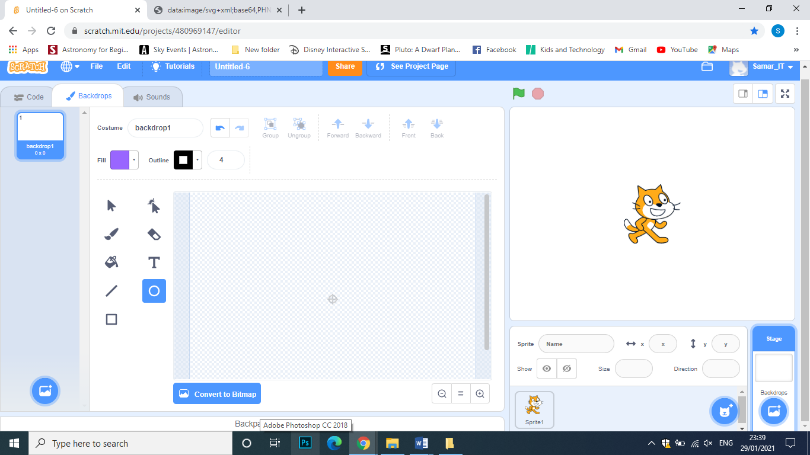 Untitled-6 on Scratch
data:image/svg+xml;base64,PHN
scratch.mit.edu/projects/480969147/editor
S
Apps
Astronomy for Begi...
Sky Events | Astron...
New folder
Disney Interactive S...
Pluto: A Dwarf Plan...
Facebook
Kids and Technology
Gmail
YouTube
Maps
»
SCRATCH
File
Edit
Tutorials
Untitled-6
Share
See Project Page
Samar_IT
Code
Backdrops
Sounds
1
backdrop1
0 x 0
Costume
backdrop1
Group
Ungroup
Forward
Backward
Front
Back
Fill
Outline
4
T
Convert to Bitmap
Sprite
Name
x
x
y
y
Show
Size
Direction
Sprite1
Stage
Backdrops
Backpa
Adobe Photoshop CC 2018
Type here to search
Ps
W
ENG
23:39
29/01/2021